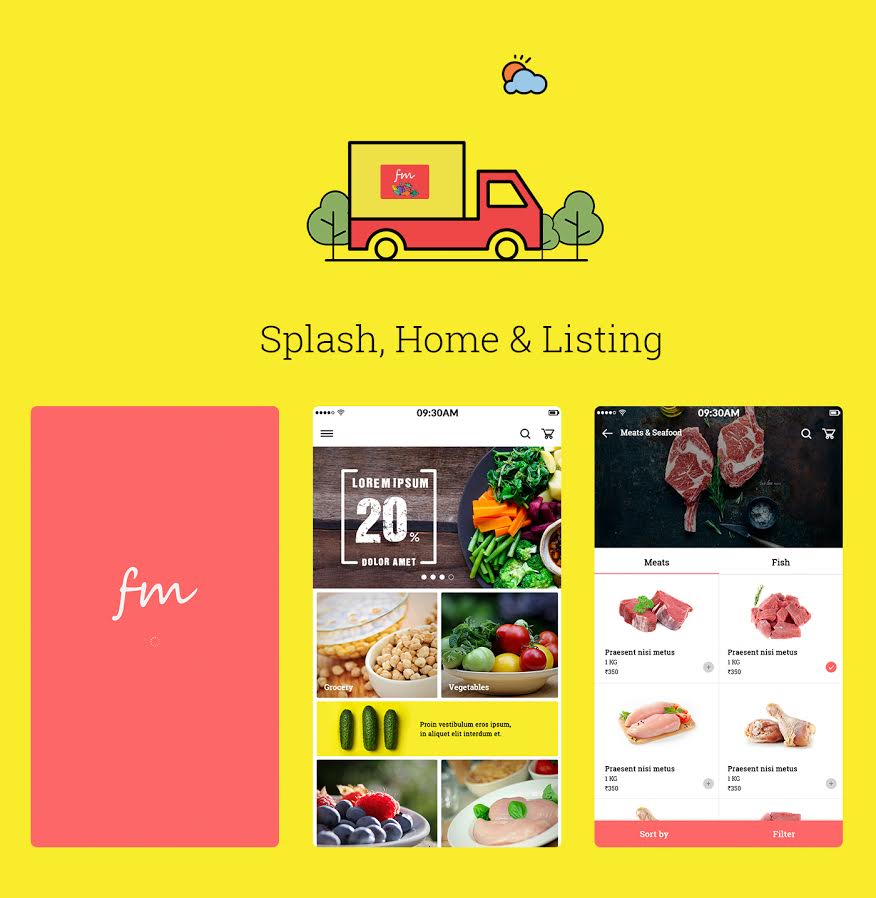 fm
Splash, Home & Listing
fm
09:30AM
LOREM IPSUM
20%
DOLOR AMET
Grocery
Vegetables
Proin vestibulum eros ipsum,
in aliquet elit interdum et.
09:30AM
Meats & Seafood
Meats
Fish
Praesent nisi metus
1 KG
₹350
Praesent nisi metus
1 KG
₹350
Praesent nisi metus
1 KG
₹350
Praesent nisi metus
1 KG
₹350
Sort by
Filter